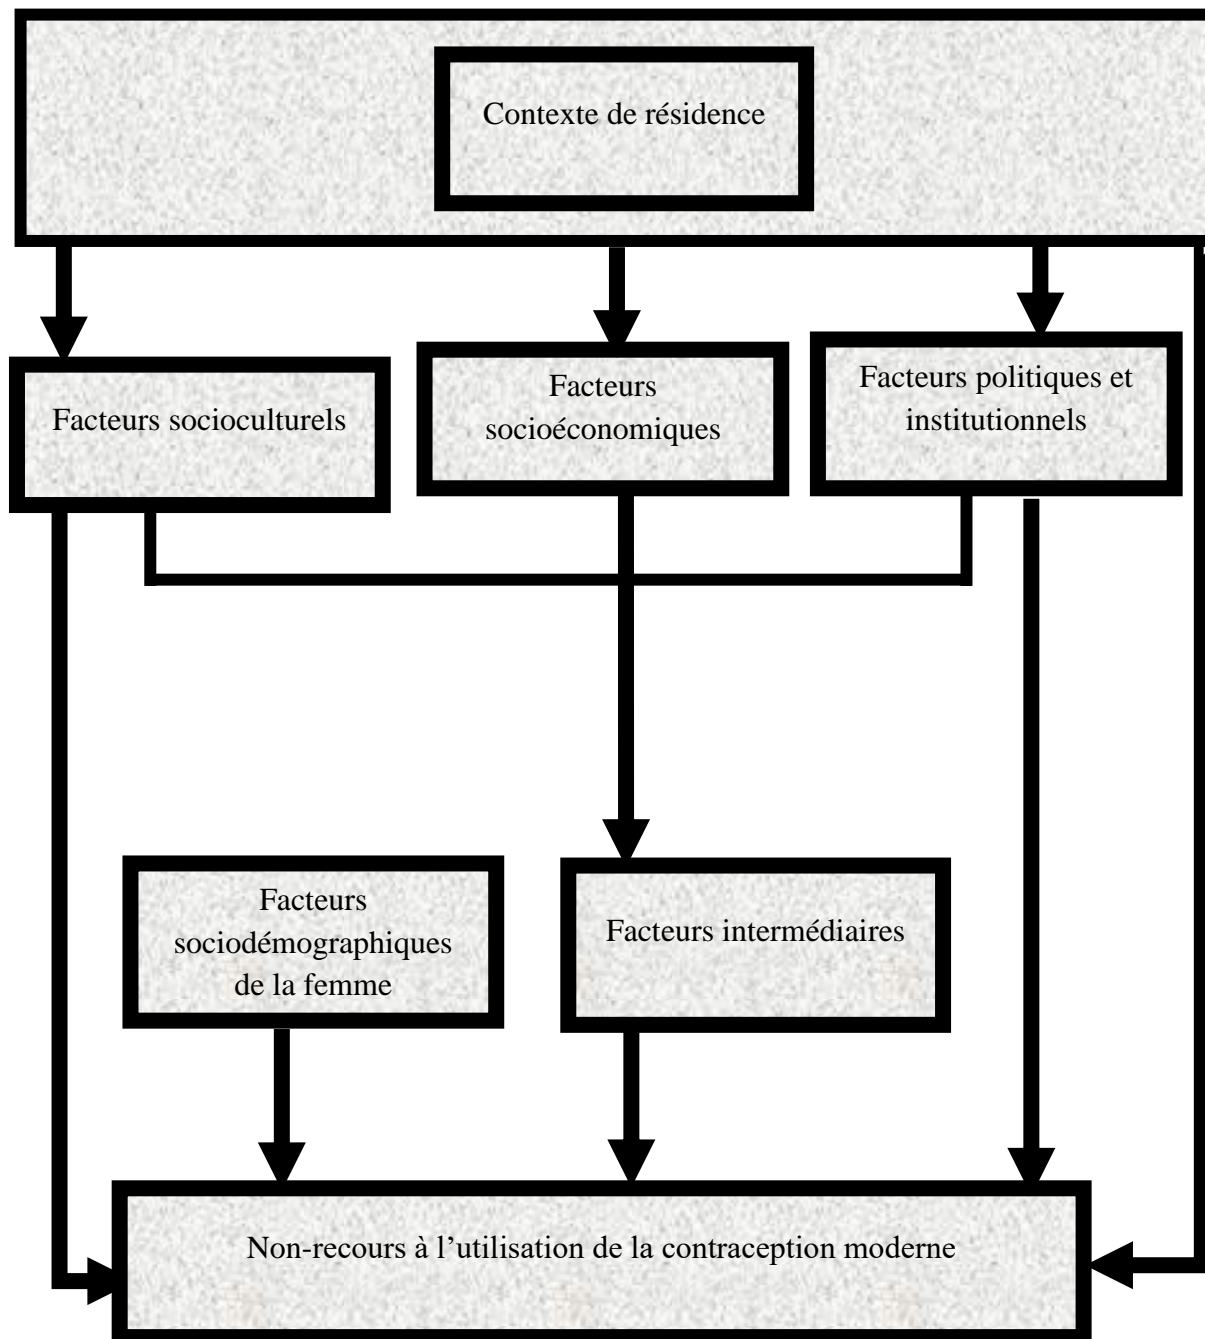 Contexte de résidence
Facteurs socioculturels
Facteurs
socioéconomiques
Facteurs politiques et
institutionnels
Facteurs
sociodémographiques
de la femme
Facteurs intermédiaires
Non-recours à l’utilisation de la contraception moderne